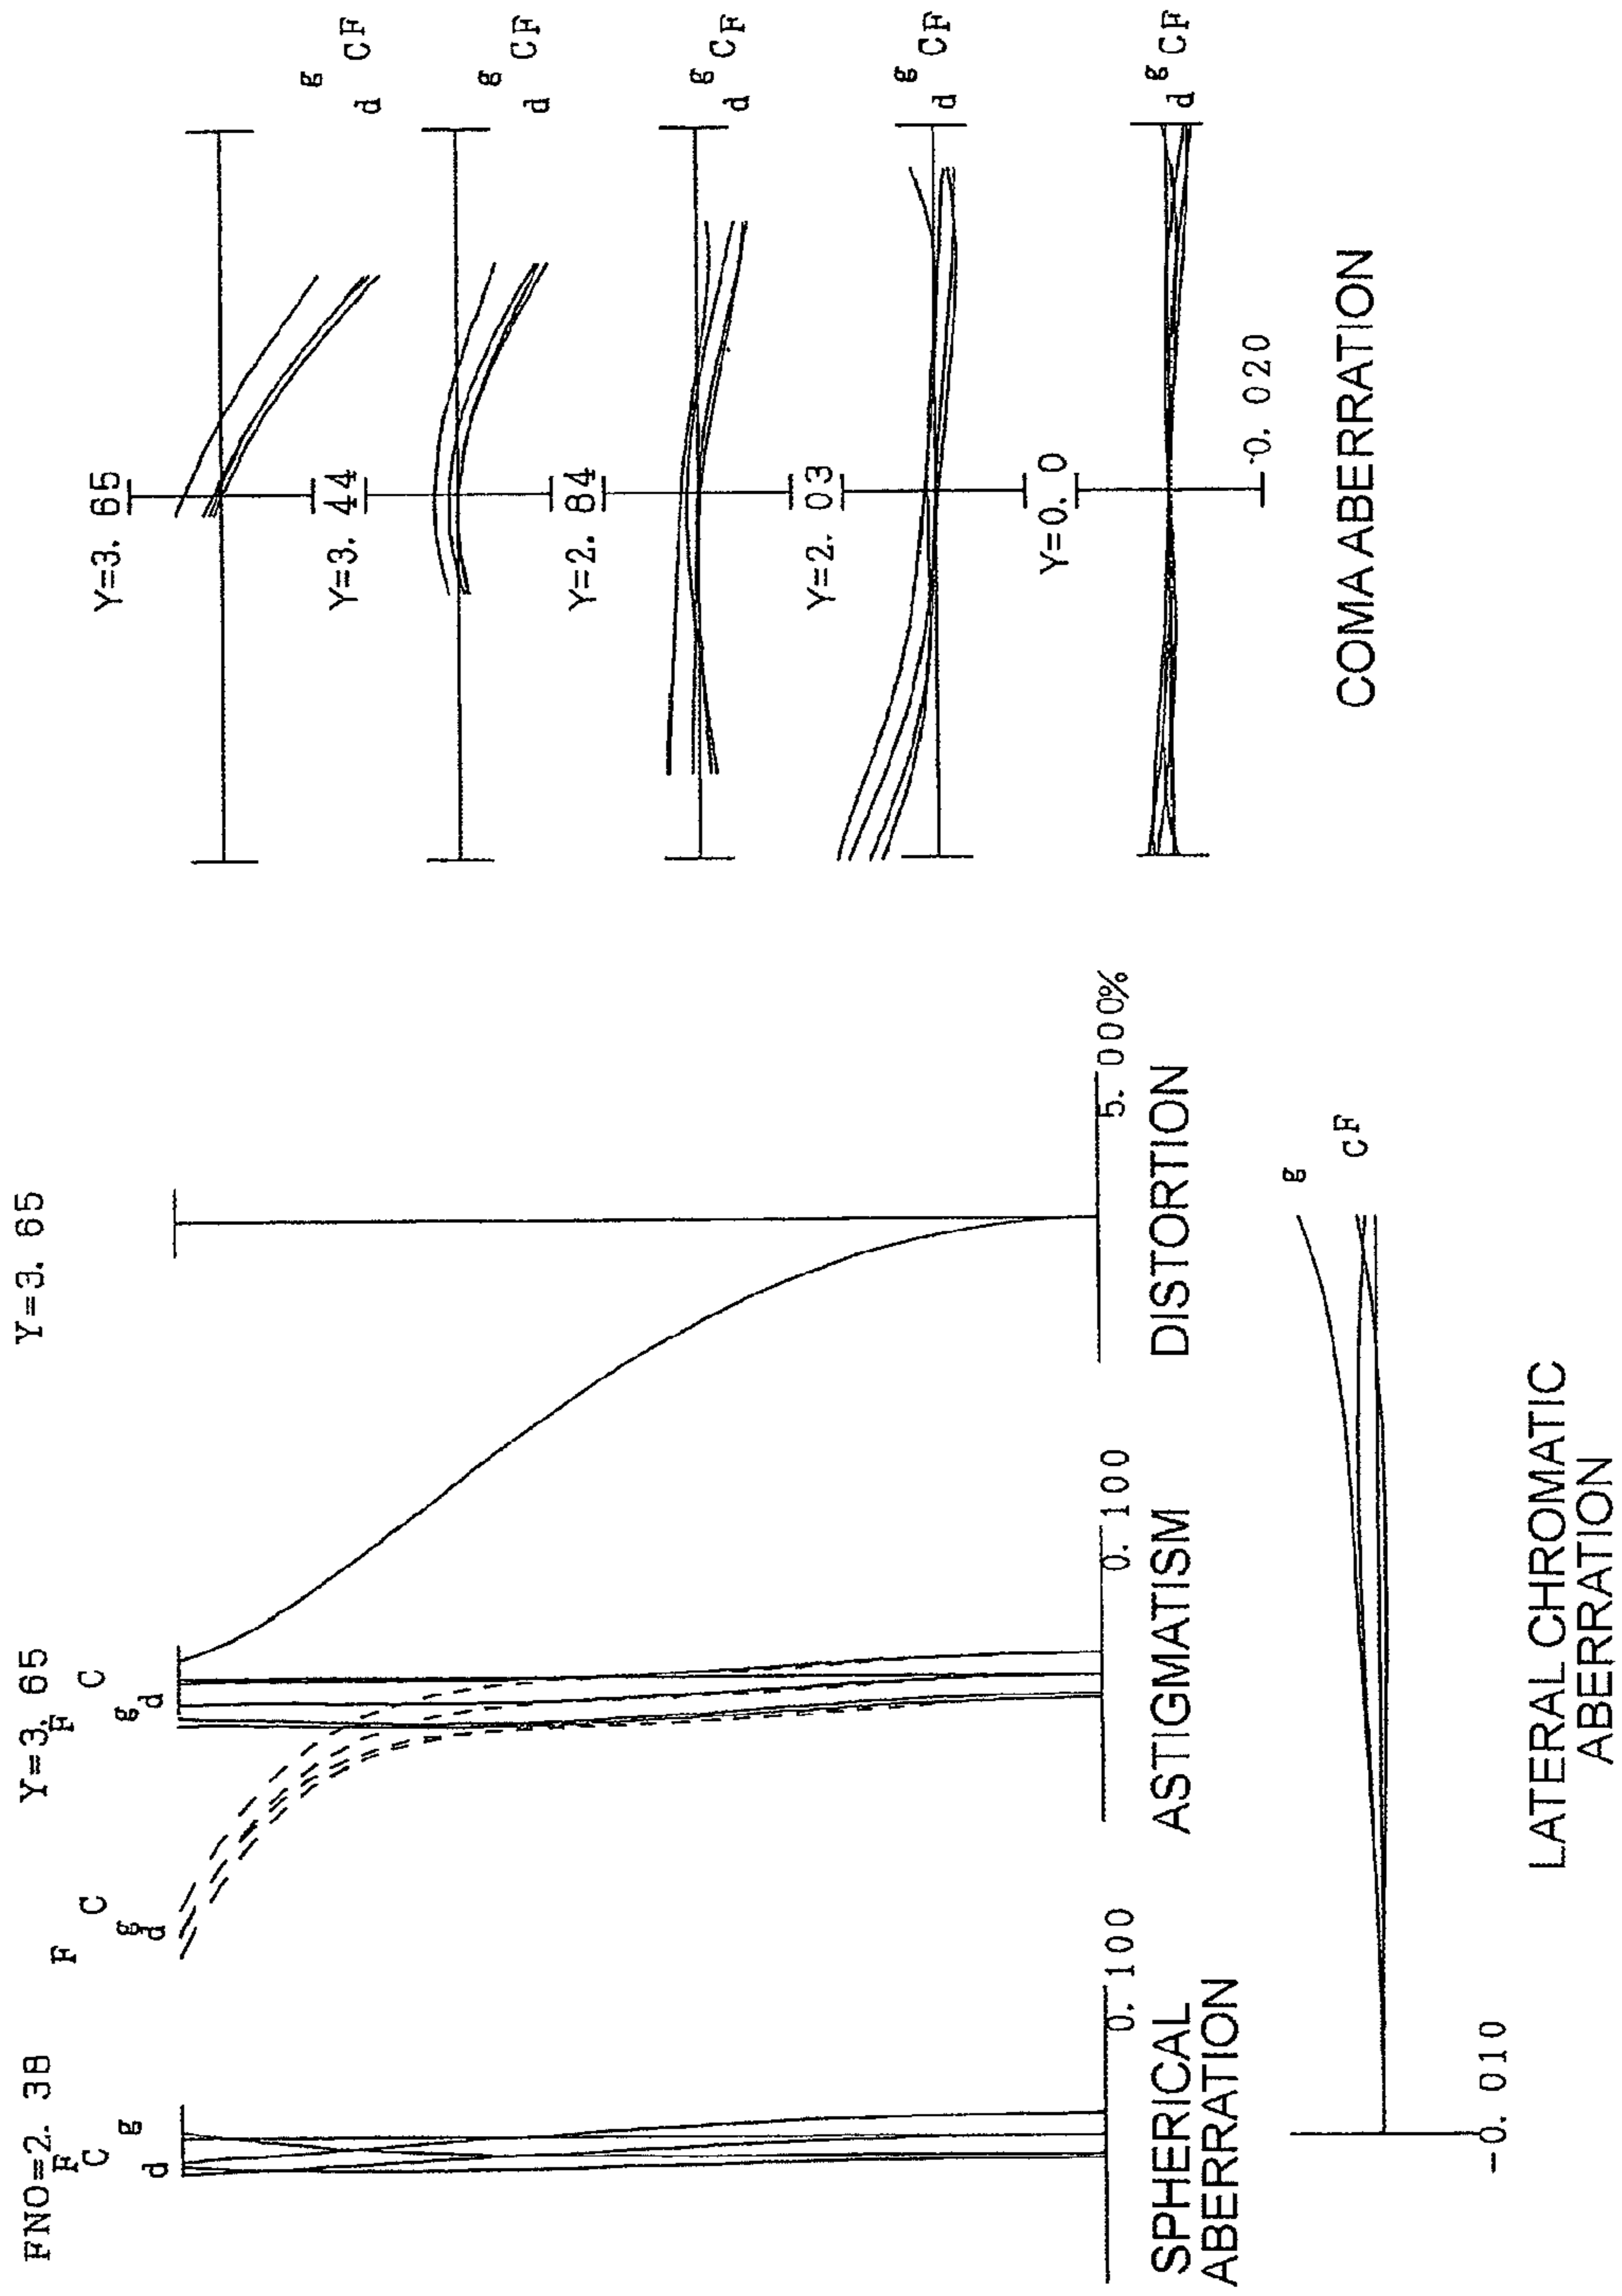 FNO=2. 38
F
C
g
d
0. 100
SPHERICAL
ABERRATION
Y=3. 65
F
C
g
d
F
C
g
d
0. 100
ASTIGMATISM
Y=3. 65
5. 000%
DISTORTION
g
C F
-0. 010
LATERAL CHROMATIC
ABERRATION
Y=3. 65
d g C F
Y=3. 44
d g C F
Y=2. 84
d g C F
Y=2. 03
d g C F
Y=0. 0
d g C F
0. 020
COMA ABERRATION